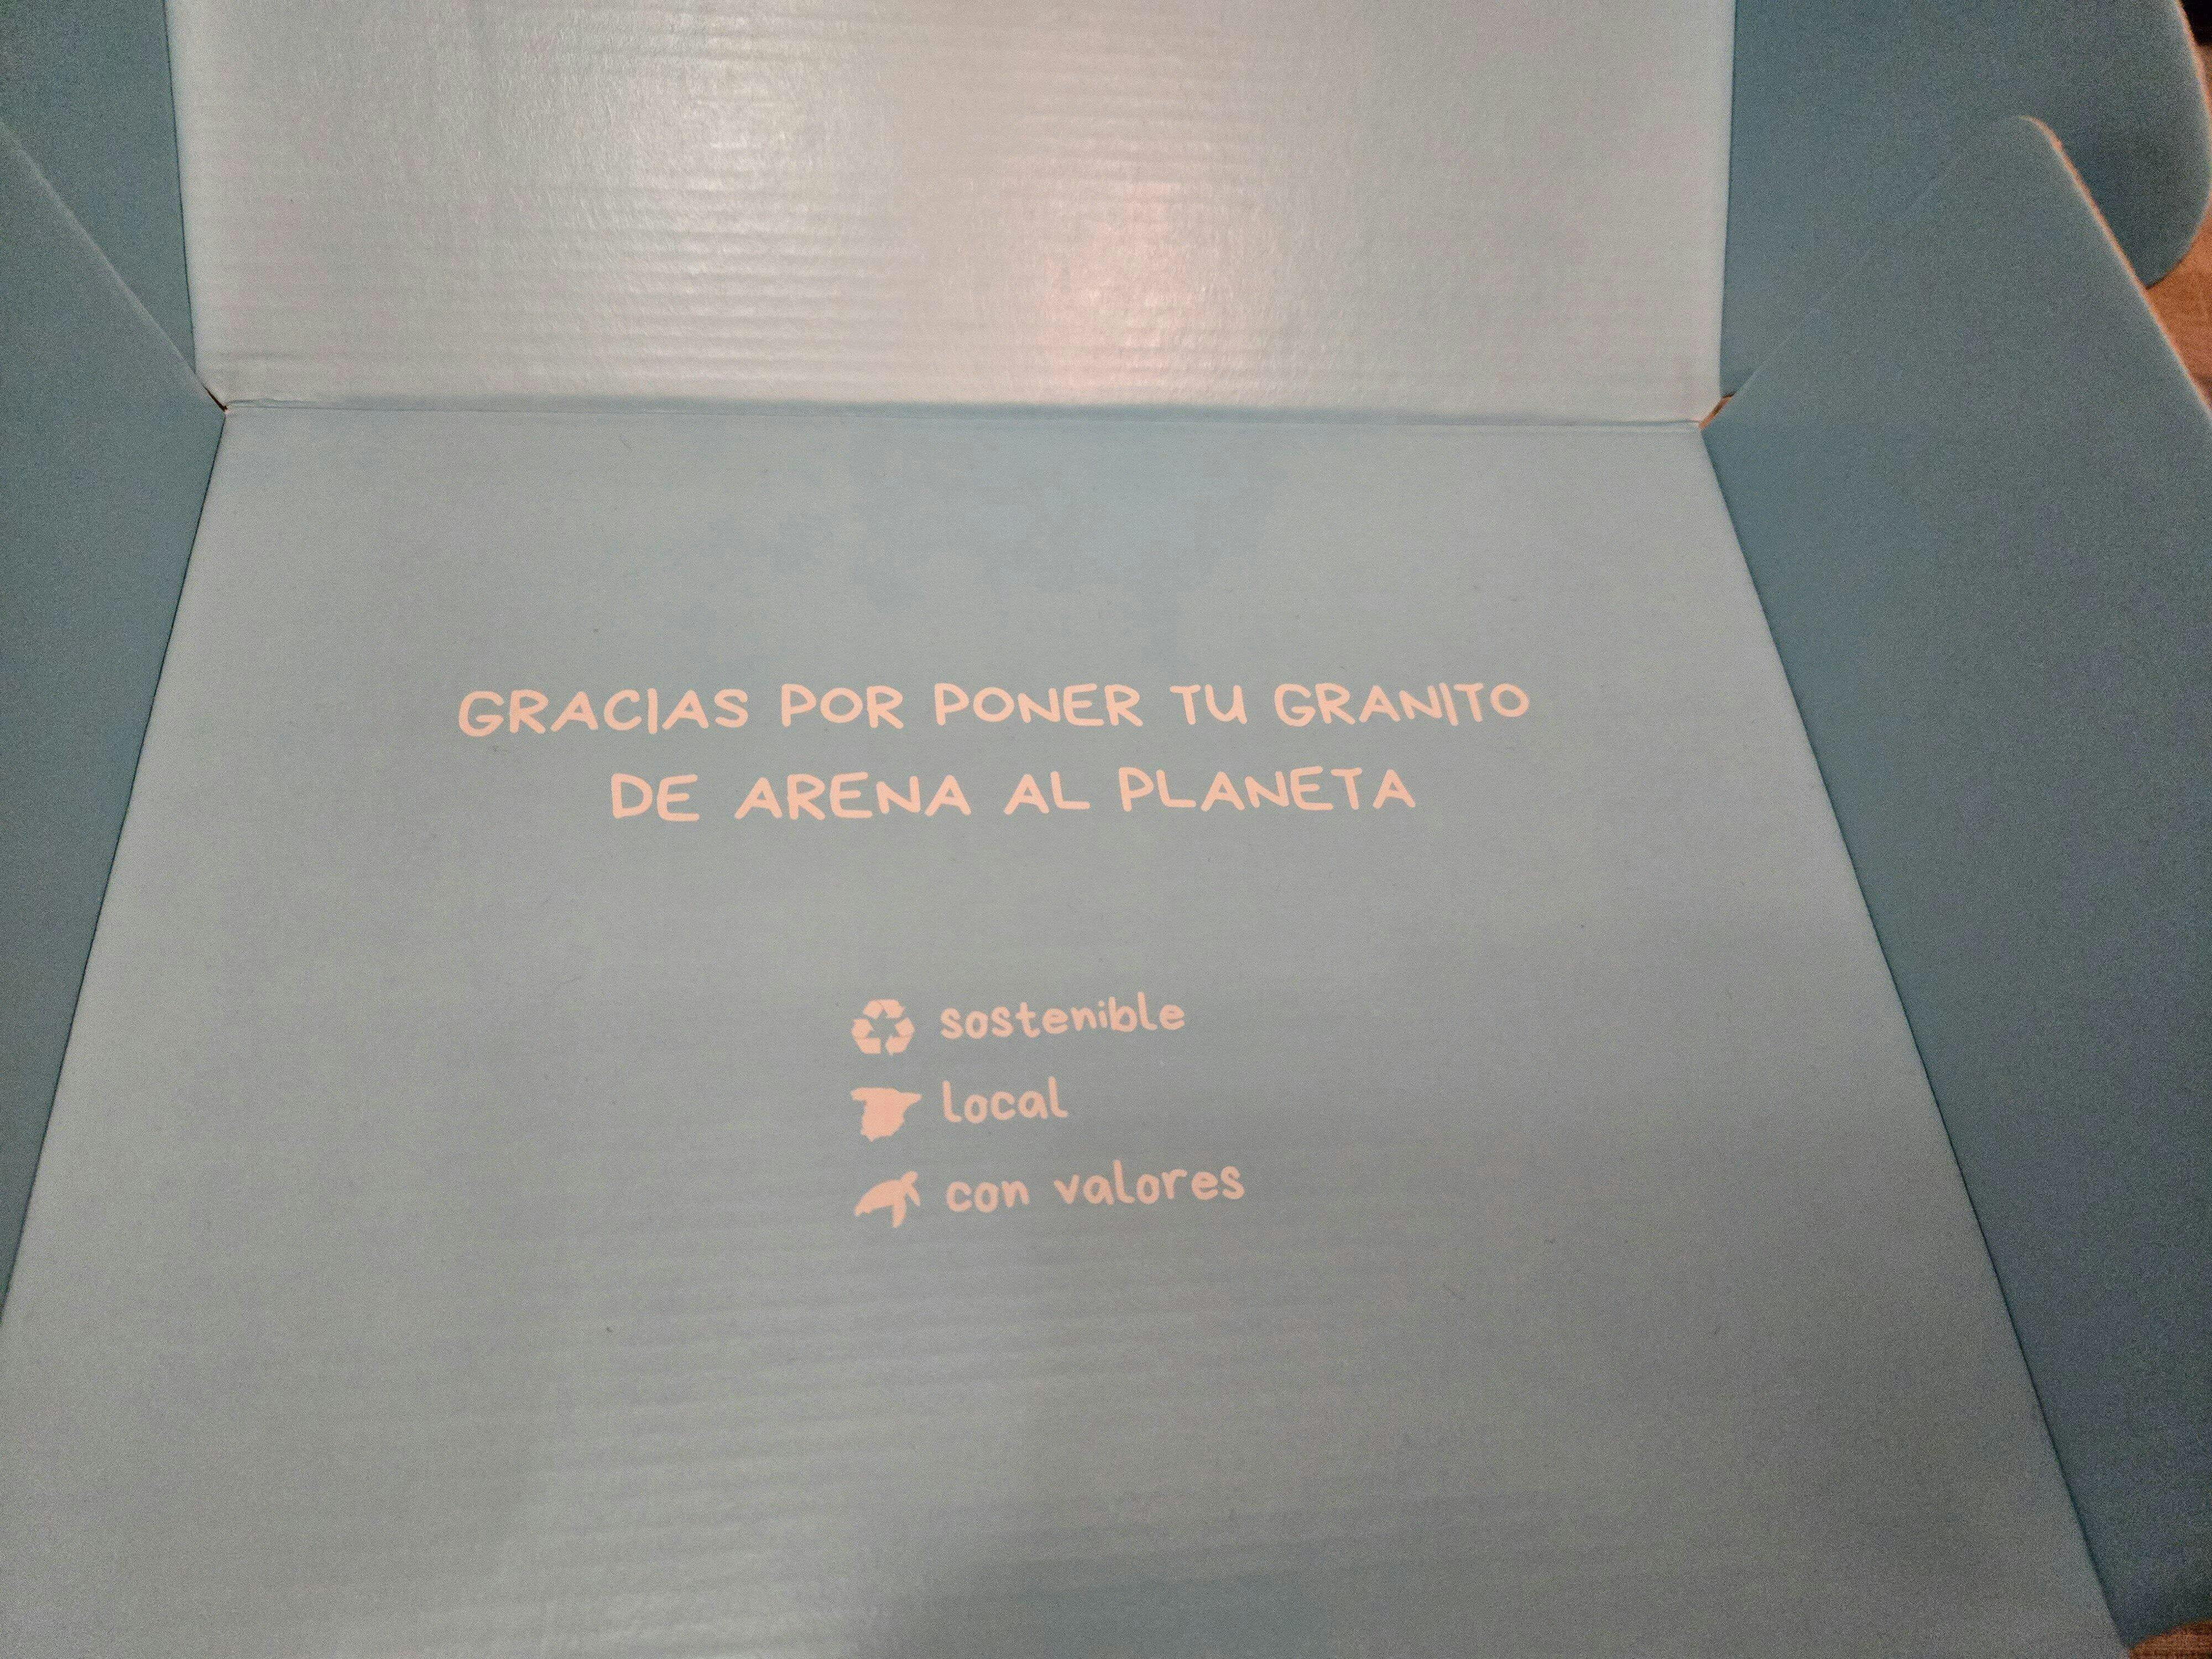 GRACIAS POR PONER TU GRANITO
DE ARENA AL PLANETA
sostenible
local
con valores